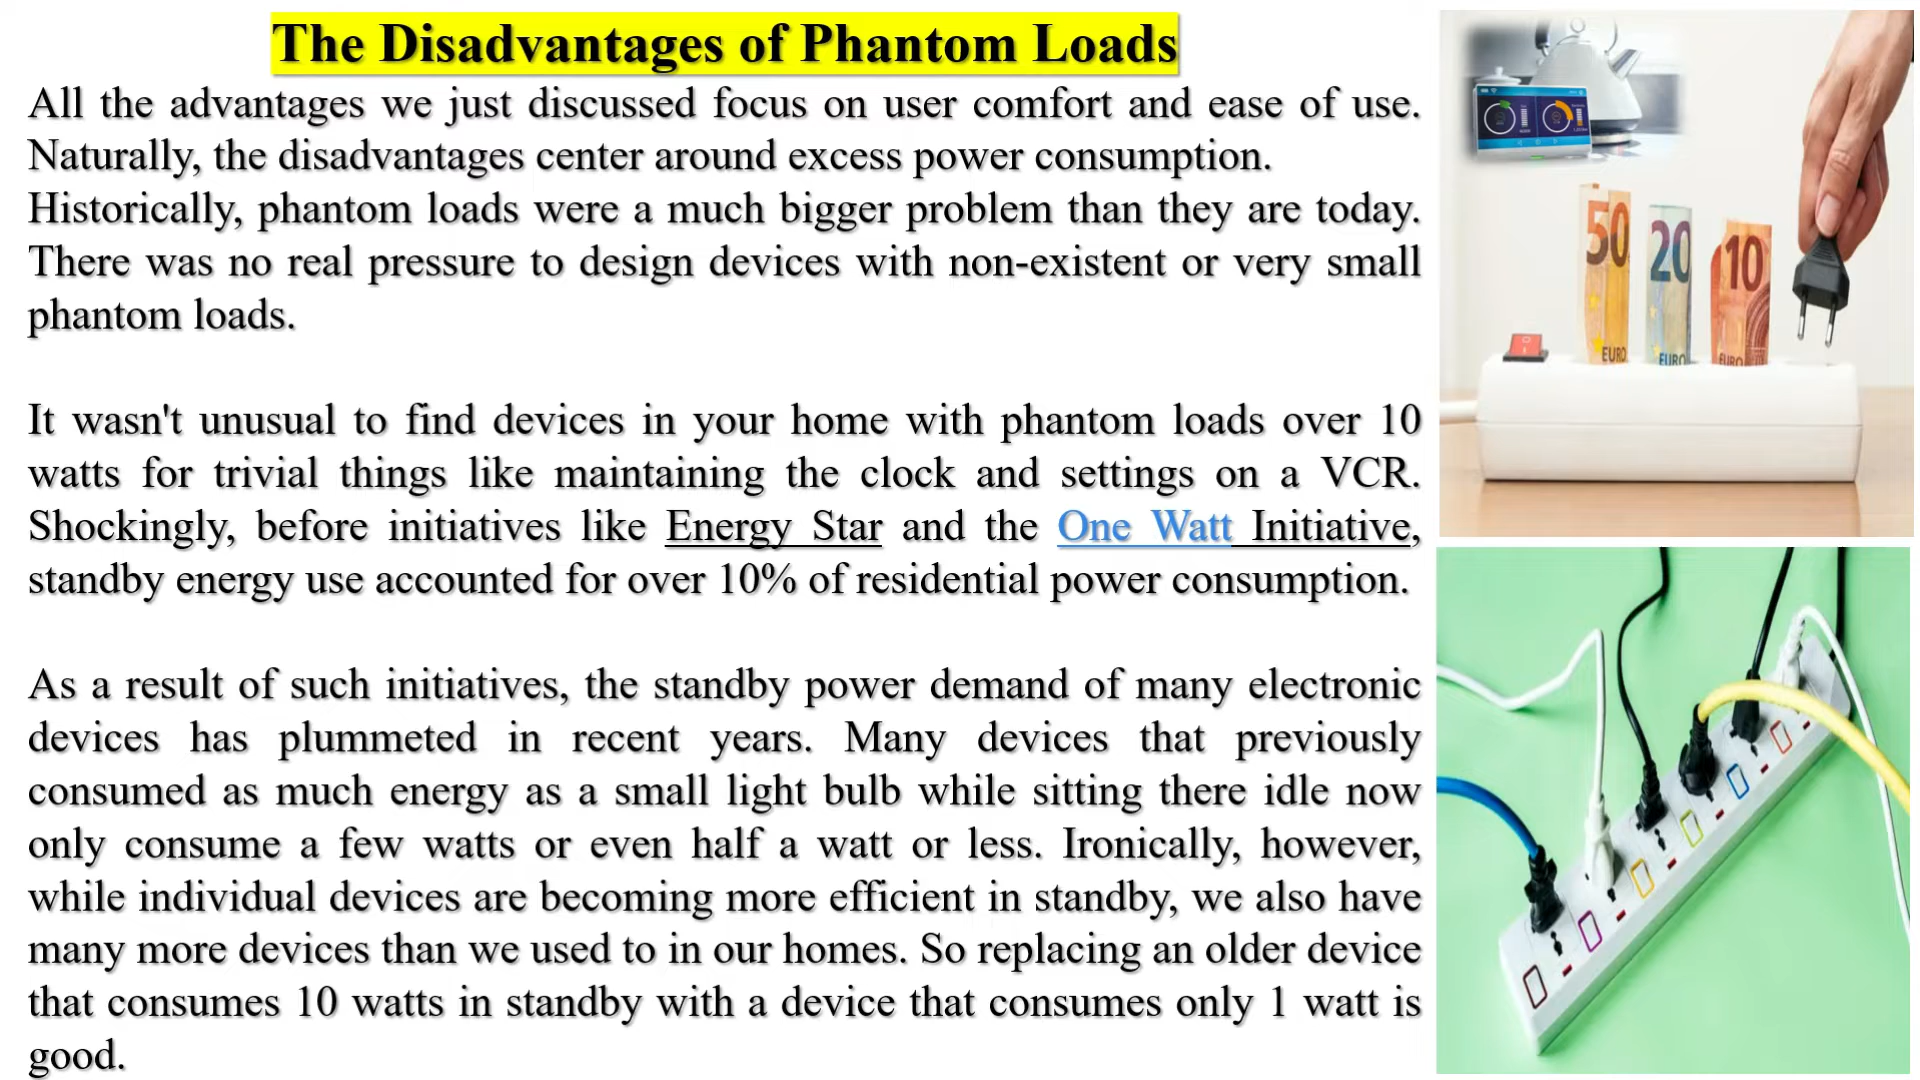 The Disadvantages of Phantom Loads
All the advantages we just discussed focus on user comfort and ease of use.
Naturally, the disadvantages center around excess power consumption.
Historically, phantom loads were a much bigger problem than they are today.
There was no real pressure to design devices with non-existent or very small
phantom loads.
It wasn't unusual to find devices in your home with phantom loads over 10
watts for trivial things like maintaining the clock and settings on a VCR.
Shockingly, before initiatives like Energy Star and the One Watt Initiative,
standby energy use accounted for over 10% of residential power consumption.
As a result of such initiatives, the standby power demand of many electronic
devices has plummeted in recent years. Many devices that previously
consumed as much energy as a small light bulb while sitting there idle now
only consume a few watts or even half a watt or less. Ironically, however,
while individual devices are becoming more efficient in standby, we also have
many more devices than we used to in our homes. So replacing an older device
that consumes 10 watts in standby with a device that consumes only 1 watt is
good.
50 20 10
EURO EURO EURO